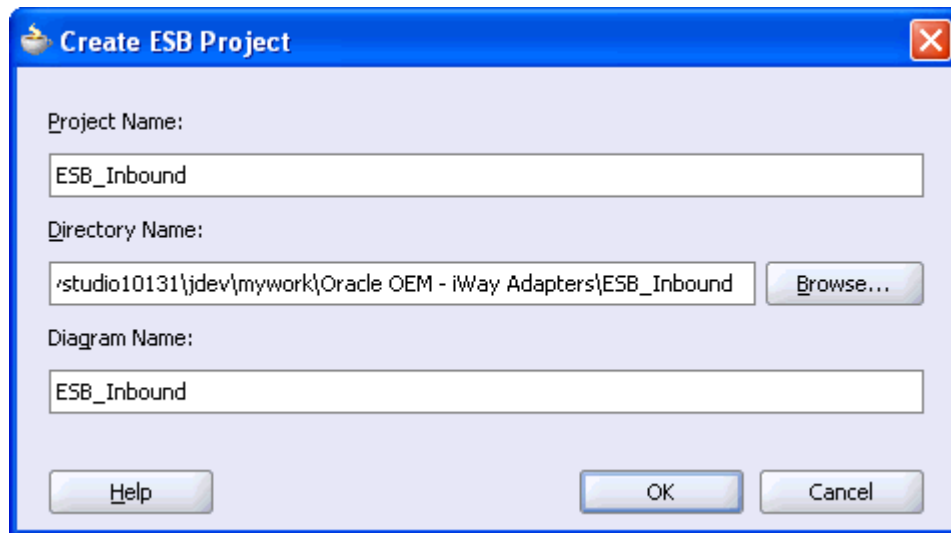 Create ESB Project
Project Name:
ESB_Inbound
Directory Name:
studio10131\jdev\mywork\Oracle OEM - iWay Adapters\ESB_Inbound
Browse...
Diagram Name:
ESB_Inbound
Help
OK
Cancel